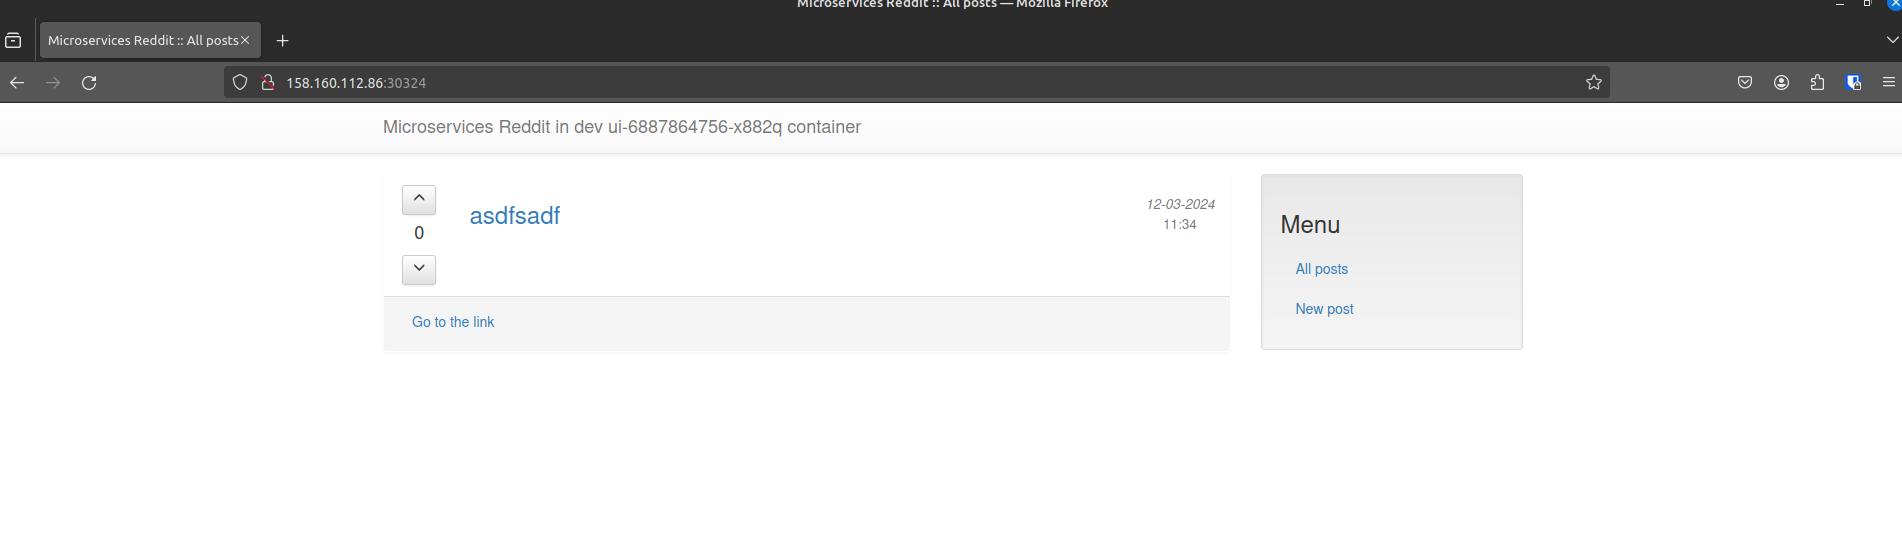 Microservices Reddit :: All posts — Mozilla Firefox
Microservices Reddit :: All posts
158.160.112.86:30324
Microservices Reddit in dev ui-6887864756-x882q container
0
asdfsadf
12-03-2024
11:34
Go to the link
Menu
All posts
New post